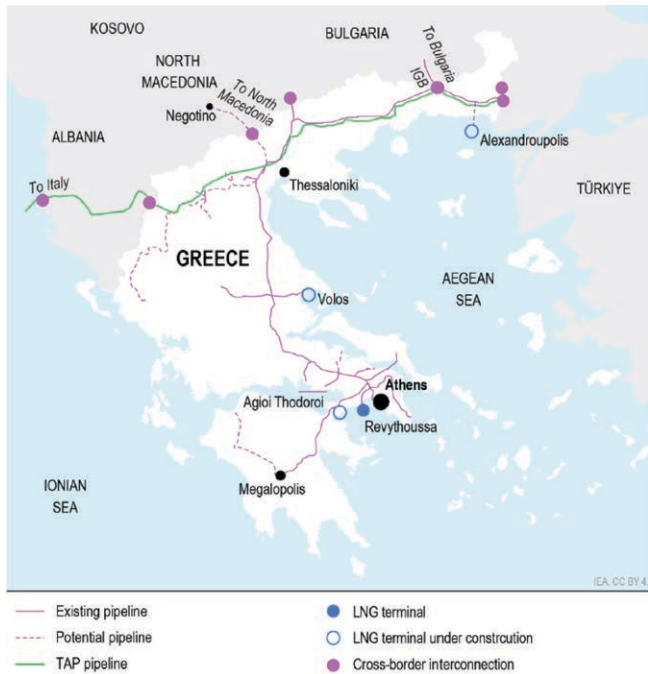 KOSOVO
BULGARIA
NORTH
MACEDONIA
To North
Macedonia
To Bulgaria
IGB
Negotino
ALBANIA
Alexandroupolis
Thessaloniki
To Italy
TÜRKIYE
GREECE
AEGEAN
SEA
Volos
Athens
Agioi Thodoroi
Revythoussa
Megalopolis
IONIAN
SEA
IEA. CC BY 4.
Existing pipeline
Potential pipeline
TAP pipeline
LNG terminal
LNG terminal under constrcution
Cross-border interconnection